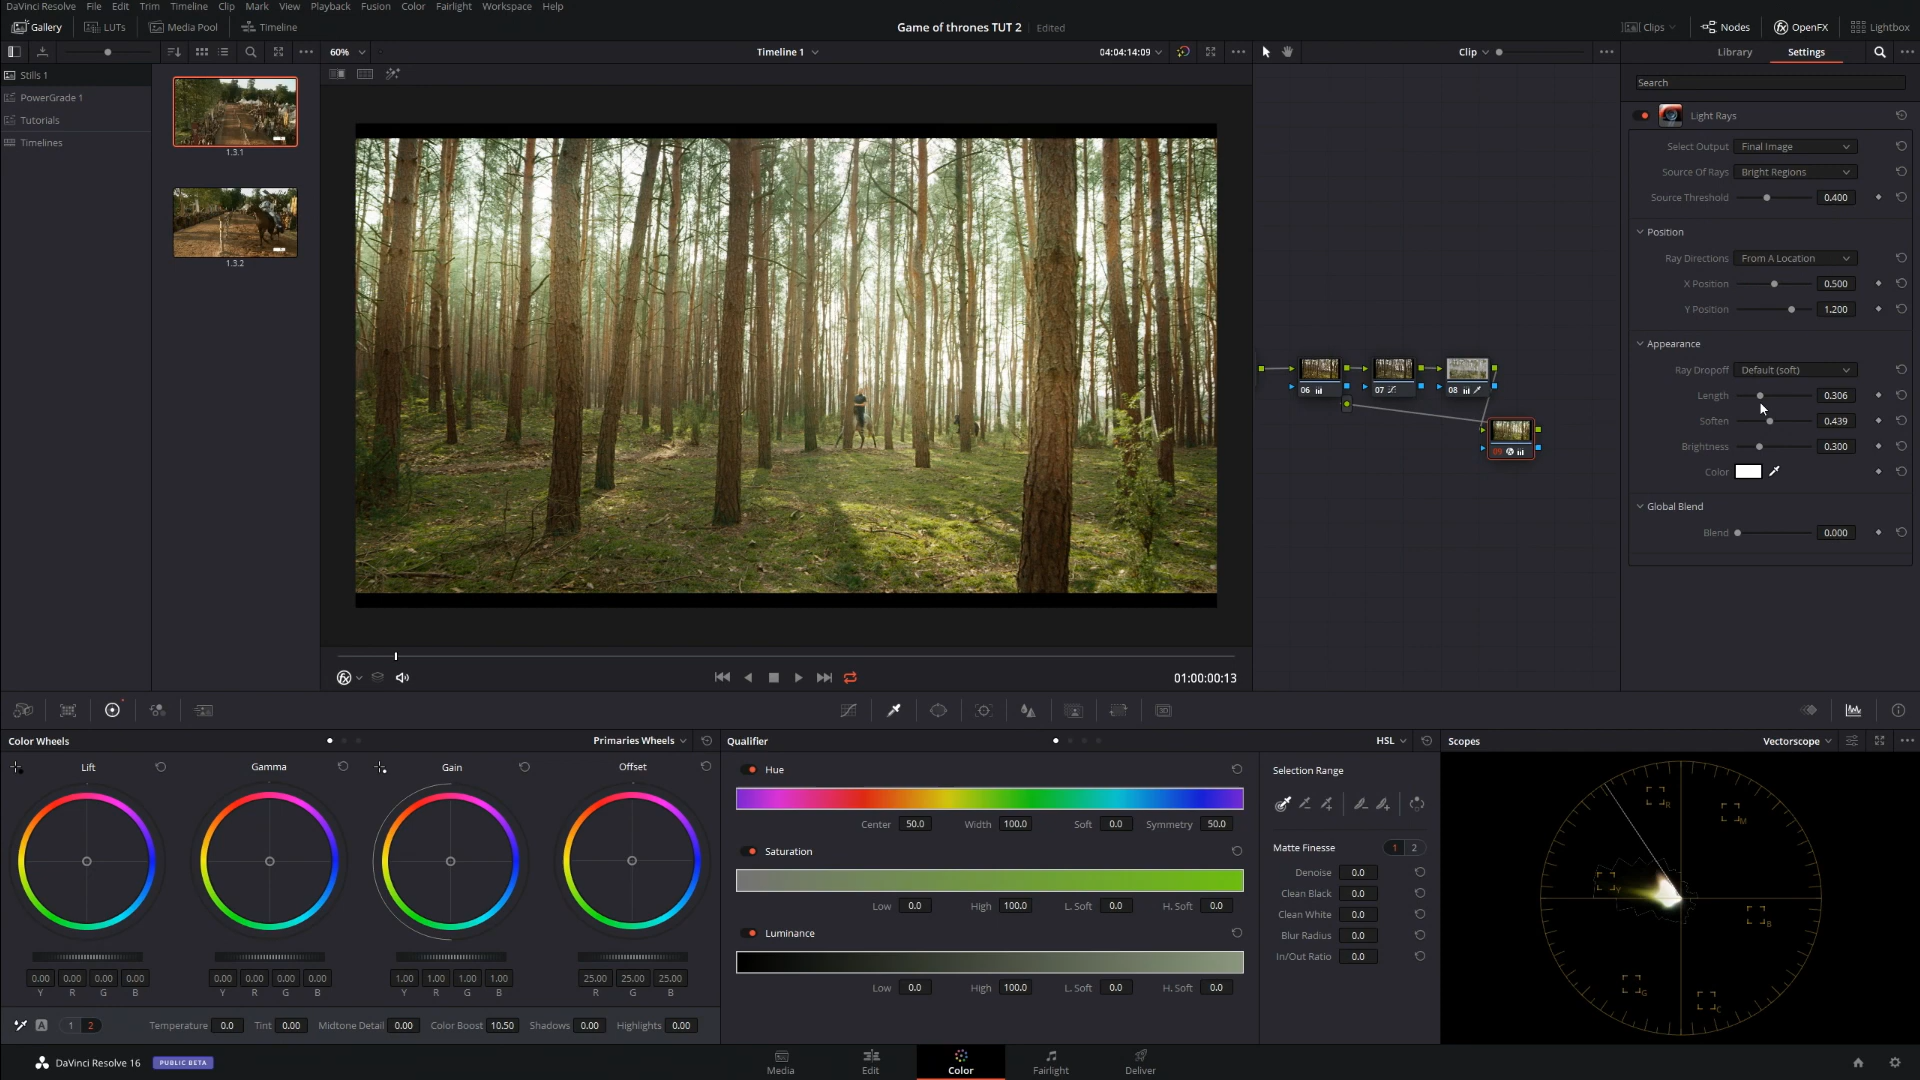 DaVinci Resolve File Edit Trim Timeline Clip Mark View Playback Fusion Color Fairlight Workspace Help
Gallery LUTs Media Pool Timeline Game of thrones TUT 2 Edited Clips Nodes OpenFX Lightbox
60% Timeline 1 04:04:14:09 Clip Library Settings
Stills 1
PowerGrade 1
Tutorials
Timelines
1.3.1
1.3.2
Search
Light Rays
Select Output Final Image
Source Of Rays Bright Regions
Source Threshold 0.400
Position
Ray Directions From A Location
X Position 0.500
Y Position 1.200
Appearance
Ray Dropoff Default (soft)
Length 0.306
Soften 0.439
Brightness 0.300
Color
Global Blend
Blend 0.000
06 07 08
09
01:00:00:13
Color Wheels Primaries Wheels Qualifier HSL Scopes Vectorscope
Lift Gamma Gain Offset
0.00 0.00 0.00 0.00 0.00 0.00 0.00 0.00 1.00 1.00 1.00 1.00 25.00 25.00 25.00
Y R G B Y R G B Y R G B R G B
A 1 2 Temperature 0.0 Tint 0.00 Midtone Detail 0.00 Color Boost 10.50 Shadows 0.00 Highlights 0.00
Hue
Center 50.0 Width 100.0 Soft 0.0 Symmetry 50.0
Saturation
Low 0.0 High 100.0 L. Soft 0.0 H. Soft 0.0
Luminance
Low 0.0 High 100.0 L. Soft 0.0 H. Soft 0.0
Selection Range
Matte Finesse 1 2
Denoise 0.0
Clean Black 0.0
Clean White 0.0
Blur Radius 0.0
In/Out Ratio 0.0
R M
Y
B
G C
DaVinci Resolve 16 PUBLIC BETA Media Edit Color Fairlight Deliver